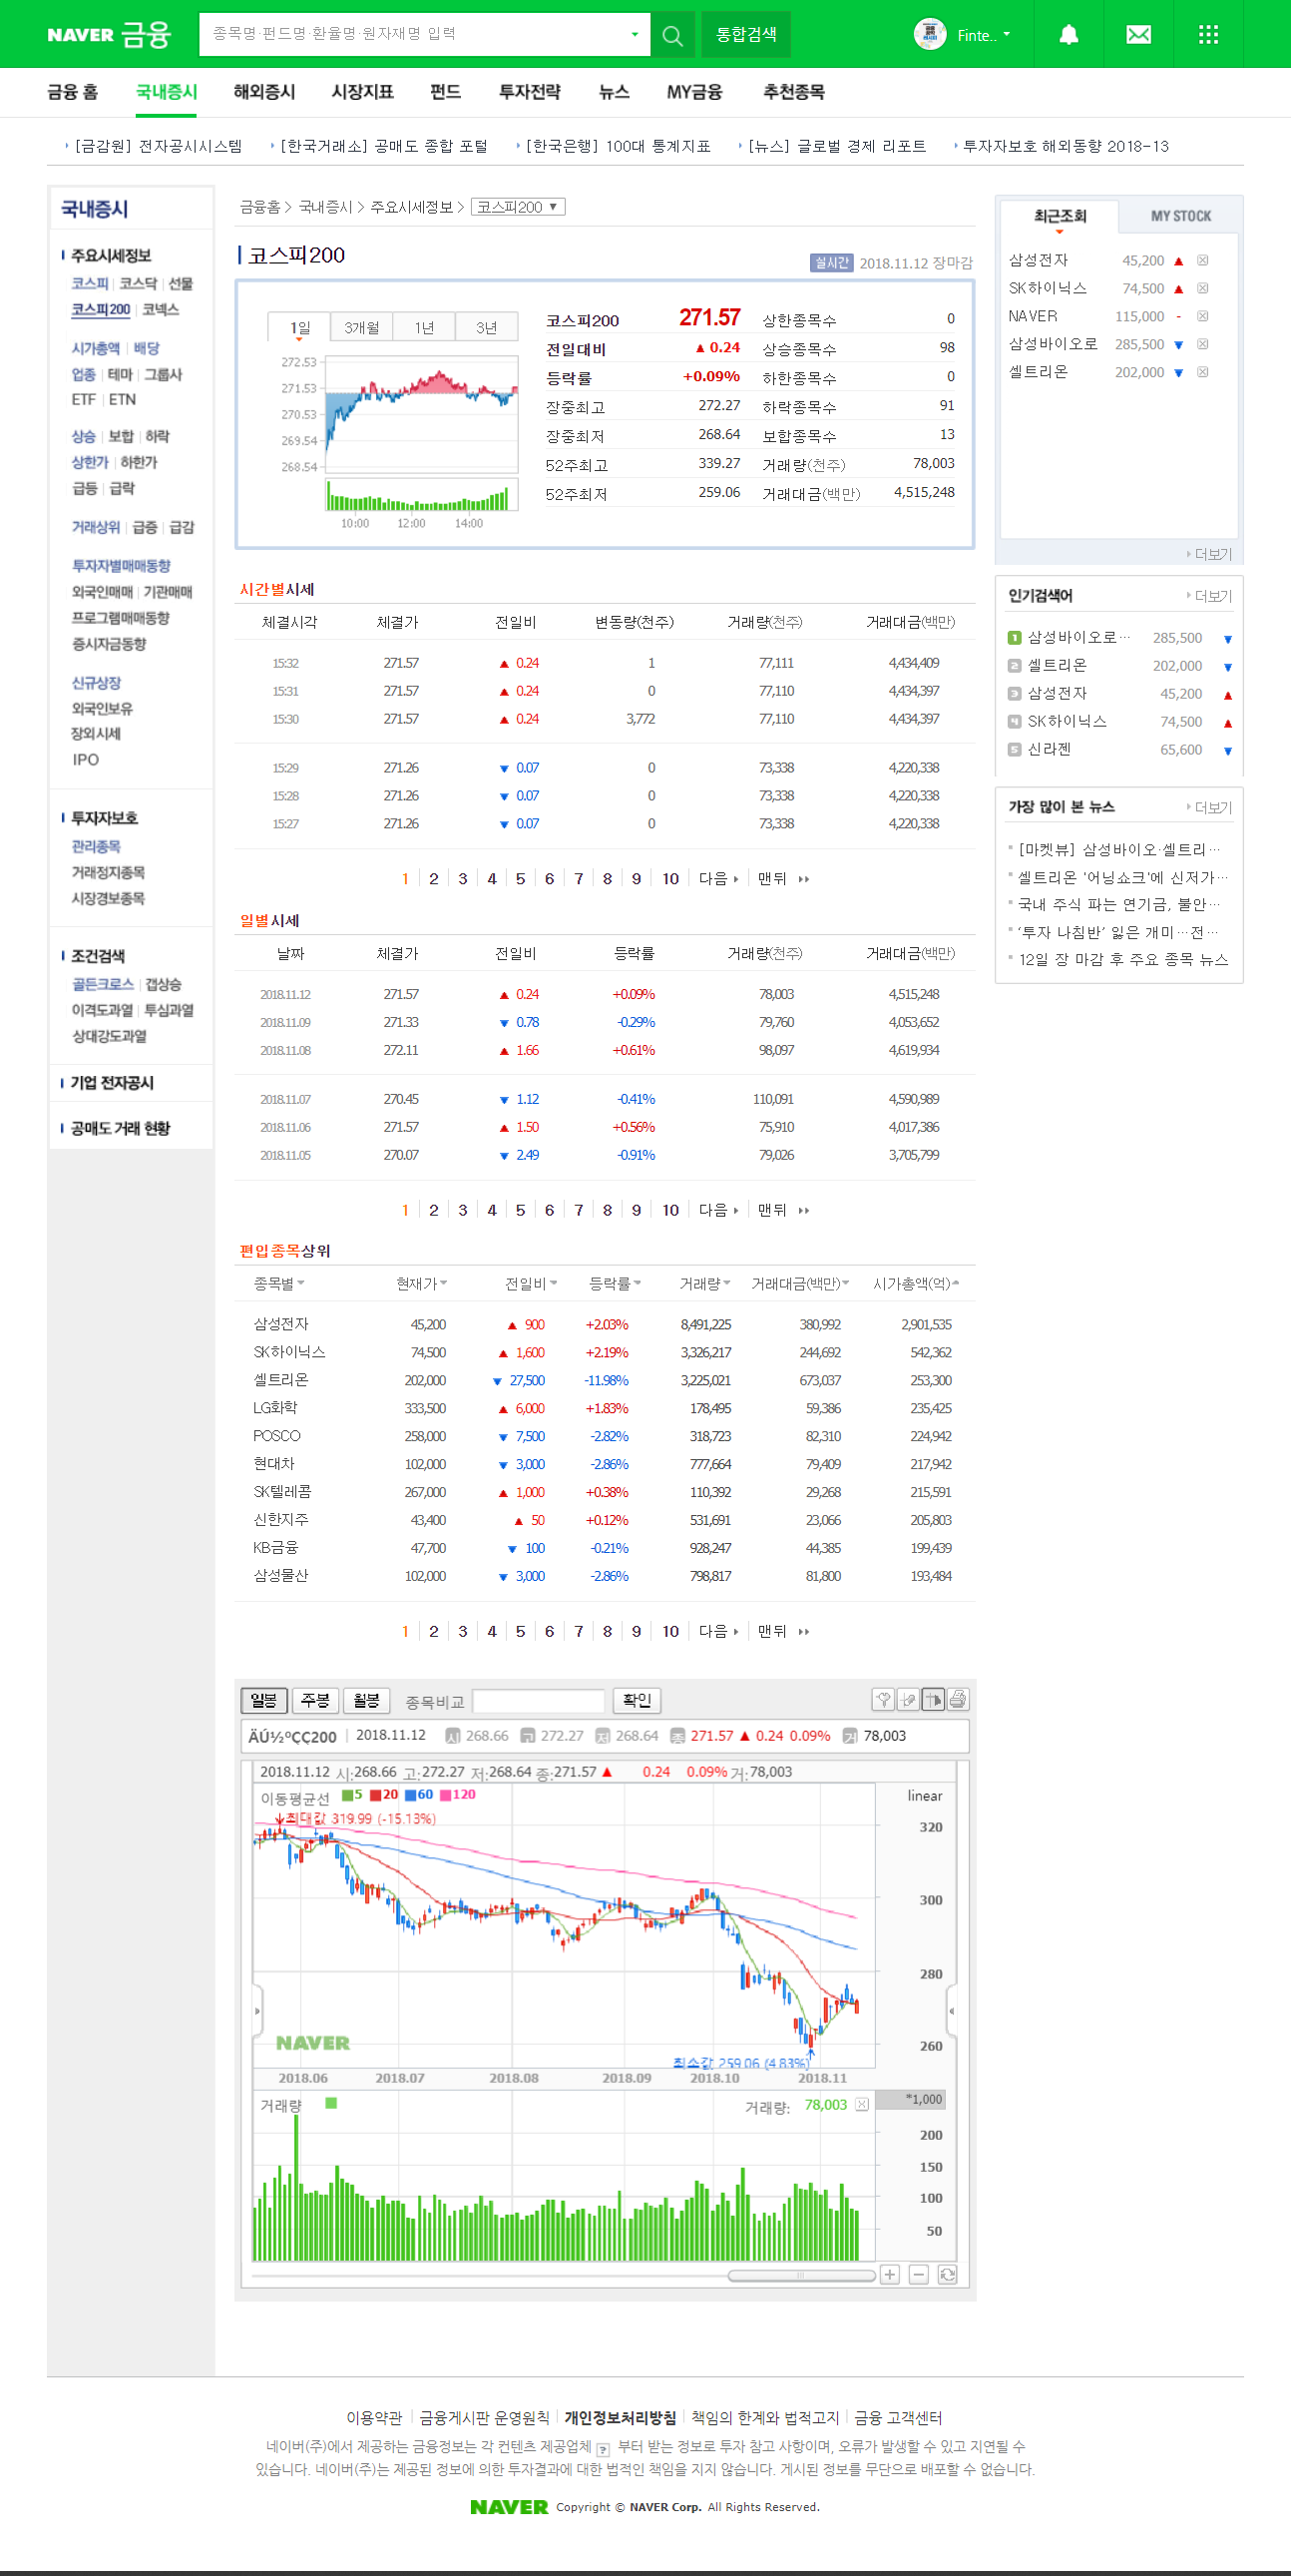 NAVER 금융
종목명·펀드명·환율명·원자재명 입력
통합검색
Finte..
금융 홈 국내증시 해외증시 시장지표 펀드 투자전략 뉴스 MY금융 추천종목
[금감원] 전자공시시스템 [한국거래소] 공매도 종합 포털 [한국은행] 100대 통계지표 [뉴스] 글로벌 경제 리포트 투자자보호 해외동향 2018-13
국내증시
주요시세정보
코스피 코스닥 선물
코스피200 코넥스
시가총액 배당
업종 테마 그룹사
ETF ETN
상승 보합 하락
상한가 하한가
급등 급락
거래상위 급증 급감
투자자별매매동향
외국인매매 기관매매
프로그램매매동향
증시자금동향
신규상장
외국인보유
장외시세
IPO
투자자보호
관리종목
거래정지종목
시장경보종목
조건검색
골든크로스 갭상승
이격도과열 투심과열
상대강도과열
기업 전자공시
공매도 거래 현황
금융홈 > 국내증시 > 주요시세정보 > 코스피200 ▼
코스피200
실시간 2018.11.12 장마감
1일 3개월 1년 3년
272.53
271.53
270.53
269.54
268.54
10:00 12:00 14:00
코스피200 271.57 상한종목수 0
전일대비 ▲ 0.24 상승종목수 98
등락률 +0.09% 하한종목수 0
장중최고 272.27 하락종목수 91
장중최저 268.64 보합종목수 13
52주최고 339.27 거래량(천주) 78,003
52주최저 259.06 거래대금(백만) 4,515,248
시간별시세
체결시각 체결가 전일비 변동량(천주) 거래량(천주) 거래대금(백만)
15:32 271.57 ▲ 0.24 1 77,111 4,434,409
15:31 271.57 ▲ 0.24 0 77,110 4,434,397
15:30 271.57 ▲ 0.24 3,772 77,110 4,434,397
15:29 271.26 ▼ 0.07 0 73,338 4,220,338
15:28 271.26 ▼ 0.07 0 73,338 4,220,338
15:27 271.26 ▼ 0.07 0 73,338 4,220,338
1 2 3 4 5 6 7 8 9 10 다음 맨뒤
일별시세
날짜 체결가 전일비 등락률 거래량(천주) 거래대금(백만)
2018.11.12 271.57 ▲ 0.24 +0.09% 78,003 4,515,248
2018.11.09 271.33 ▼ 0.78 -0.29% 79,760 4,053,652
2018.11.08 272.11 ▲ 1.66 +0.61% 98,097 4,619,934
2018.11.07 270.45 ▼ 1.12 -0.41% 110,091 4,590,989
2018.11.06 271.57 ▲ 1.50 +0.56% 75,910 4,017,386
2018.11.05 270.07 ▼ 2.49 -0.91% 79,026 3,705,799
1 2 3 4 5 6 7 8 9 10 다음 맨뒤
편입종목상위
종목별 현재가 전일비 등락률 거래량 거래대금(백만) 시가총액(억)
삼성전자 45,200 ▲ 900 +2.03% 8,491,225 380,992 2,901,535
SK하이닉스 74,500 ▲ 1,600 +2.19% 3,326,217 244,692 542,362
셀트리온 202,000 ▼ 27,500 -11.98% 3,225,021 673,037 253,300
LG화학 333,500 ▲ 6,000 +1.83% 178,495 59,386 235,425
POSCO 258,000 ▼ 7,500 -2.82% 318,723 82,310 224,942
현대차 102,000 ▼ 3,000 -2.86% 777,664 79,409 217,942
SK텔레콤 267,000 ▲ 1,000 +0.38% 110,392 29,268 215,591
신한지주 43,400 ▲ 50 +0.12% 531,691 23,066 205,803
KB금융 47,700 ▼ 100 -0.21% 928,247 44,385 199,439
삼성물산 102,000 ▼ 3,000 -2.86% 798,817 81,800 193,484
1 2 3 4 5 6 7 8 9 10 다음 맨뒤
일봉 주봉 월봉 종목비교 확인
ÄÚ½ºÇÇ200 2018.11.12 시 268.66 고 272.27 저 268.64 종 271.57 ▲ 0.24 0.09% 거 78,003
2018.11.12 시:268.66 고:272.27 저:268.64 종:271.57 ▲ 0.24 0.09% 거:78,003
이동평균선 5 20 60 120
linear
최대값 319.99 (-15.13%)
320
300
280
260
NAVER
최소값 259.06 (4.83%)
2018.06 2018.07 2018.08 2018.09 2018.10 2018.11
거래량 거래량: 78,003
*1,000
200
150
100
50
최근조회 MY STOCK
삼성전자 45,200 ▲
SK하이닉스 74,500 ▲
NAVER 115,000 -
삼성바이오로 285,500 ▼
셀트리온 202,000 ▼
더보기
인기검색어 더보기
1 삼성바이오로… 285,500 ▼
2 셀트리온 202,000 ▼
3 삼성전자 45,200 ▲
4 SK하이닉스 74,500 ▲
5 신라젠 65,600 ▼
가장 많이 본 뉴스 더보기
[마켓뷰] 삼성바이오·셀트리…
셀트리온 '어닝쇼크'에 신저가…
국내 주식 파는 연기금, 불안…
‘투자 나침반’ 잃은 개미…전…
12일 장 마감 후 주요 종목 뉴스
이용약관 금융게시판 운영원칙 개인정보처리방침 책임의 한계와 법적고지 금융 고객센터
네이버(주)에서 제공하는 금융정보는 각 컨텐츠 제공업체 ? 부터 받는 정보로 투자 참고 사항이며, 오류가 발생할 수 있고 지연될 수
있습니다. 네이버(주)는 제공된 정보에 의한 투자결과에 대한 법적인 책임을 지지 않습니다. 게시된 정보를 무단으로 배포할 수 없습니다.
NAVER Copyright © NAVER Corp. All Rights Reserved.